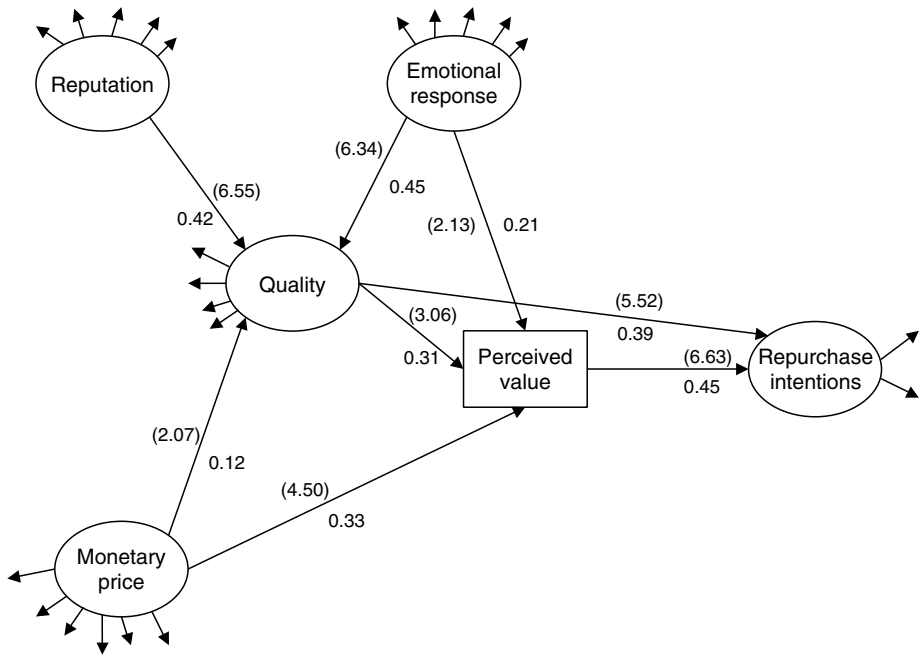 Reputation
Emotional
response
(6.34)
(6.55)
0.45
0.42
(2.13)
0.21
Quality
(5.52)
(3.06)
0.39
0.31
Perceived
value
(6.63)
0.45
Repurchase
intentions
(2.07)
0.12
(4.50)
0.33
Monetary
price